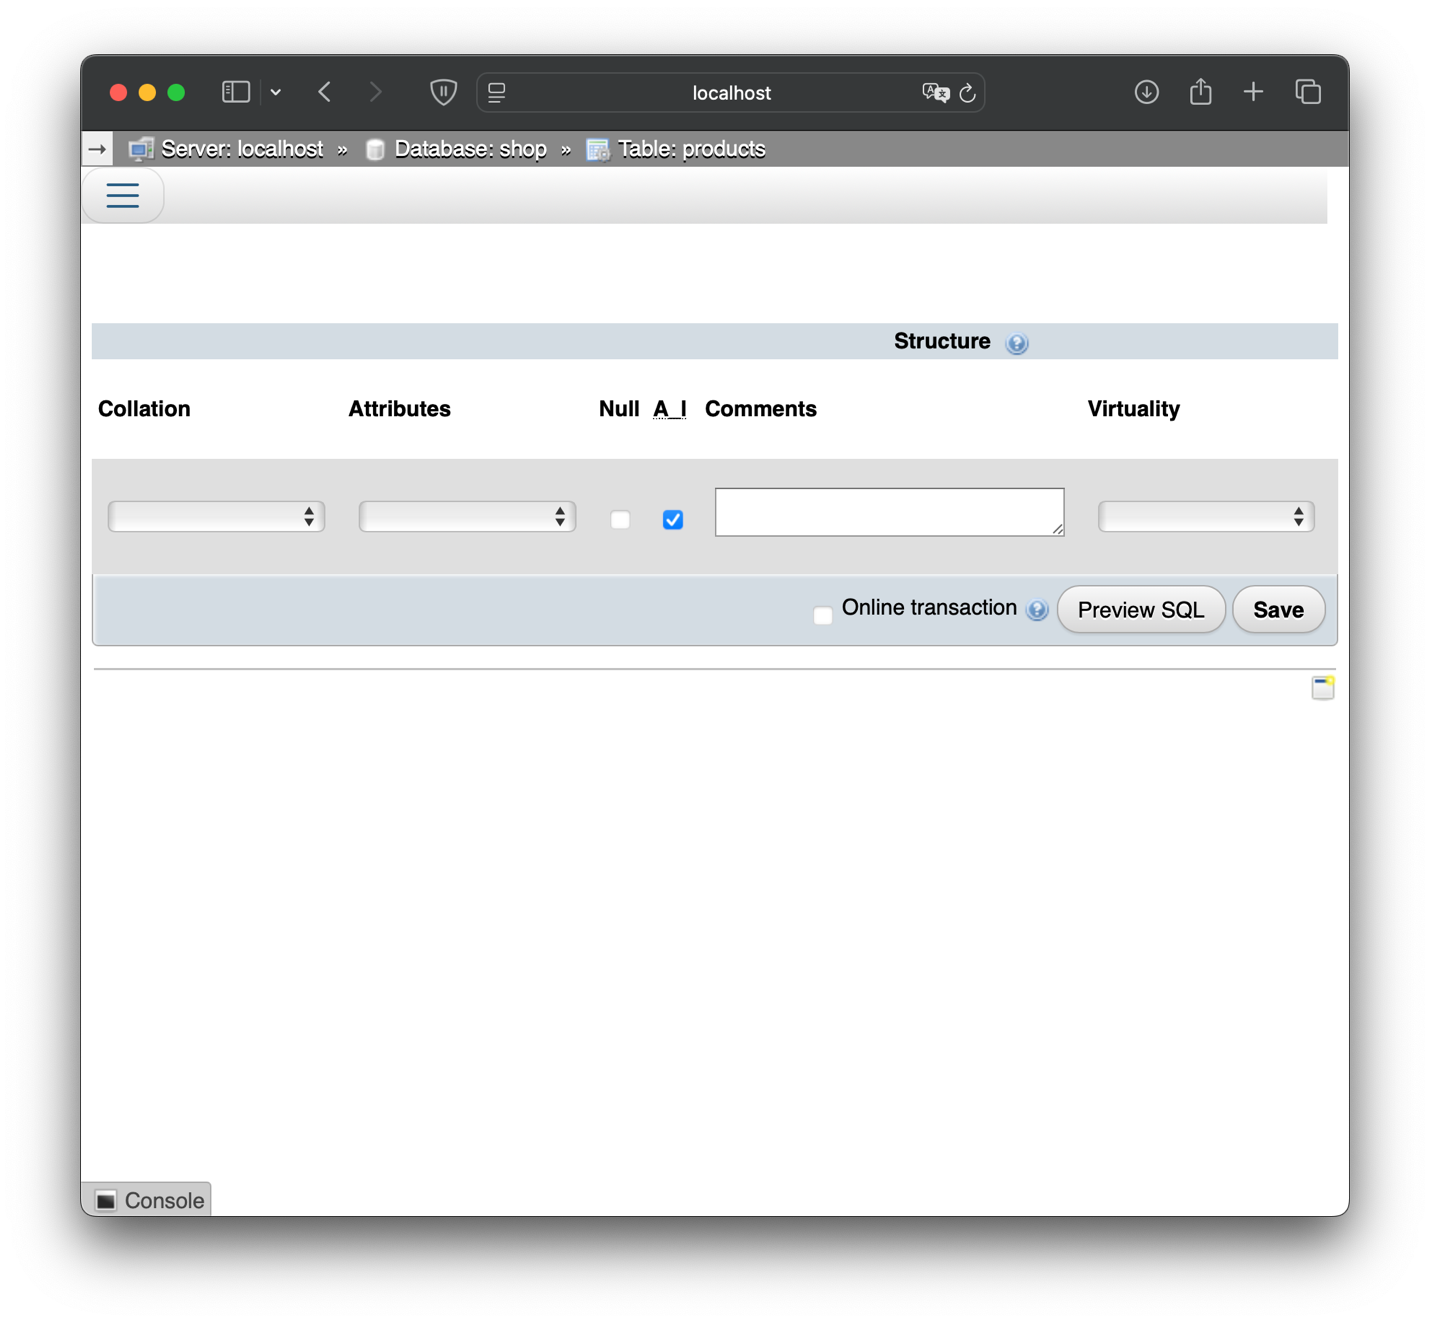 localhost
Server: localhost » Database: shop » Table: products
Structure
Collation Attributes Null A_I Comments Virtuality
Online transaction Preview SQL Save
Console